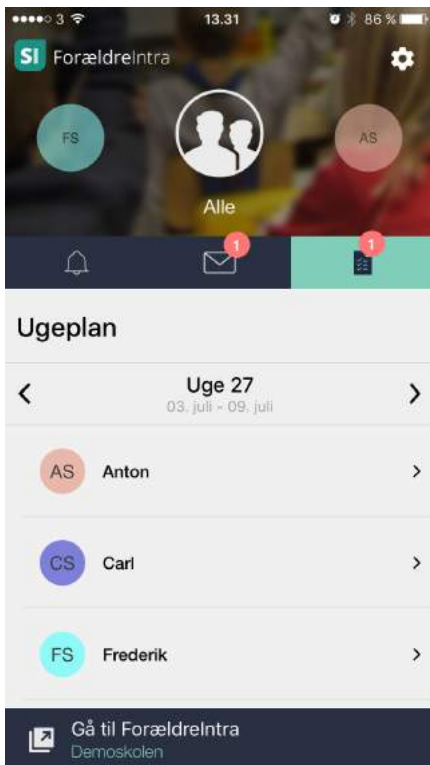 3
13.31
86 %
SI ForældreIntra
FS
AS
Alle
1
1
Ugeplan
Uge 27
03. juli - 09. juli
AS Anton
CS Carl
FS Frederik
Gå til ForældreIntra
Demoskolen